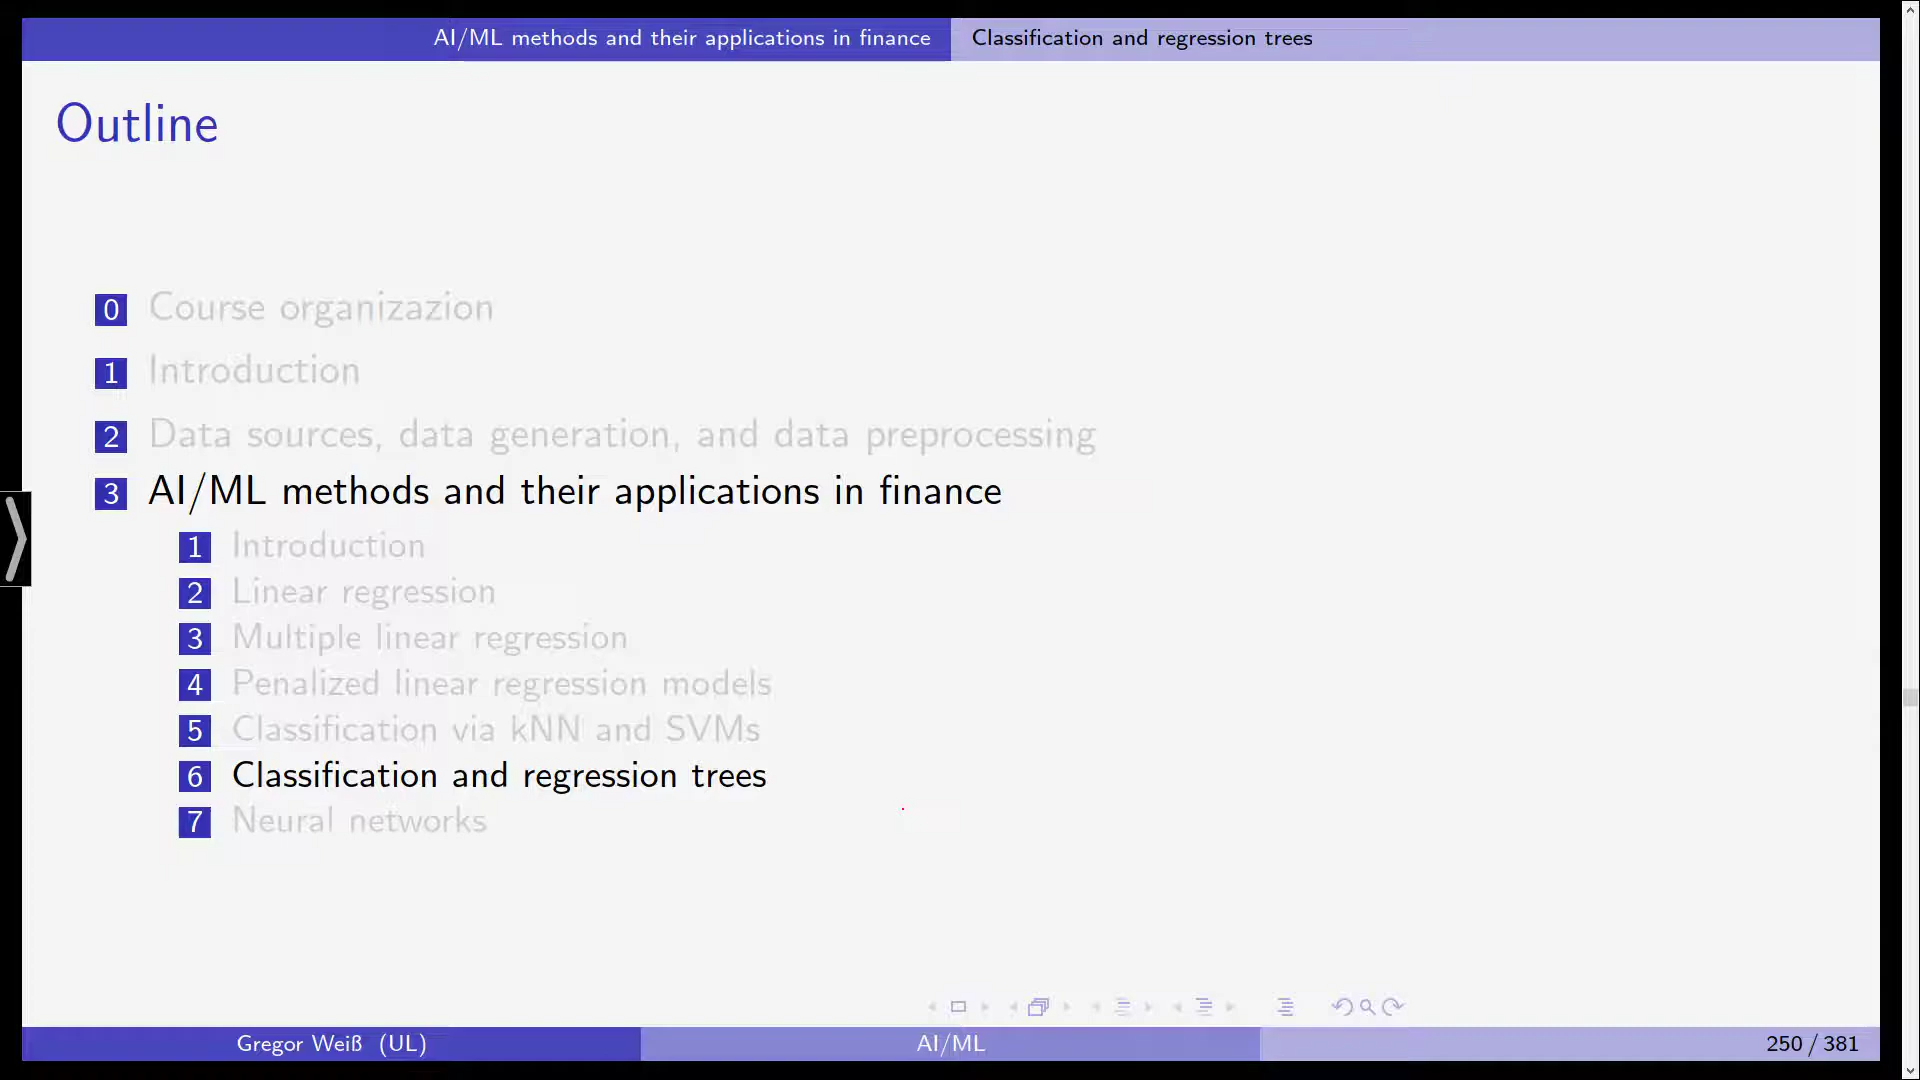 AI/ML methods and their applications in finance Classification and regression trees
Outline
0 Course organizazion
1 Introduction
2 Data sources, data generation, and data preprocessing
3 AI/ML methods and their applications in finance
1 Introduction
2 Linear regression
3 Multiple linear regression
4 Penalized linear regression models
5 Classification via kNN and SVMs
6 Classification and regression trees
7 Neural networks
Gregor Weiß (UL) AI/ML 250 / 381